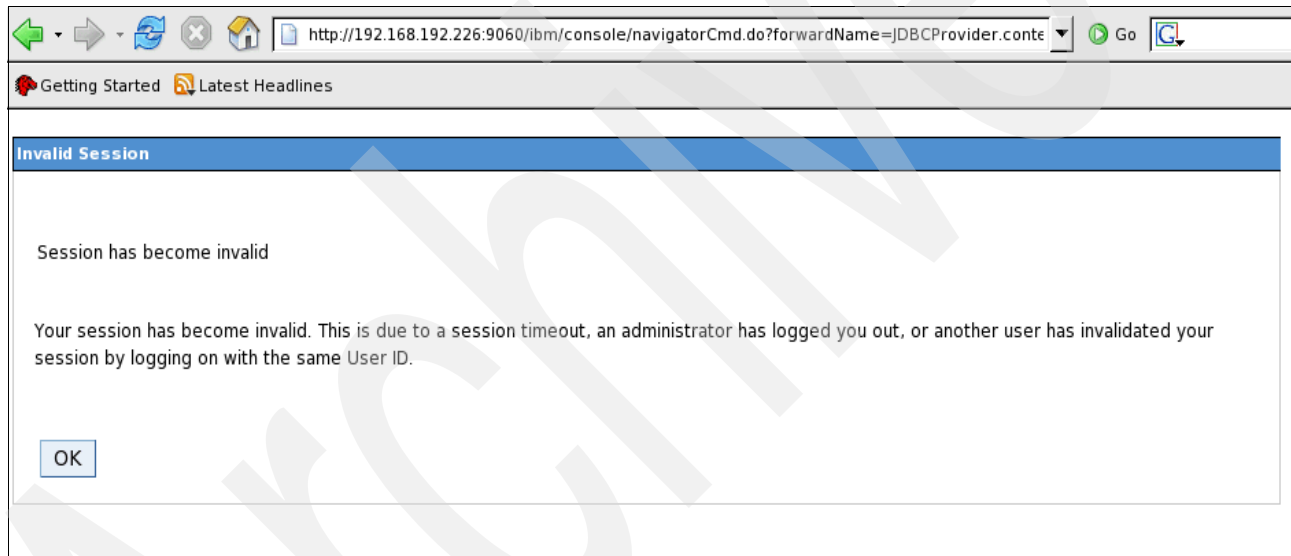 http://192.168.192.226:9060/ibm/console/navigatorCmd.do?forwardName=JDBCProvider.conte Go G
Getting Started Latest Headlines
Invalid Session
Session has become invalid
Your session has become invalid. This is due to a session timeout, an administrator has logged you out, or another user has invalidated your
session by logging on with the same User ID.
OK
Archive